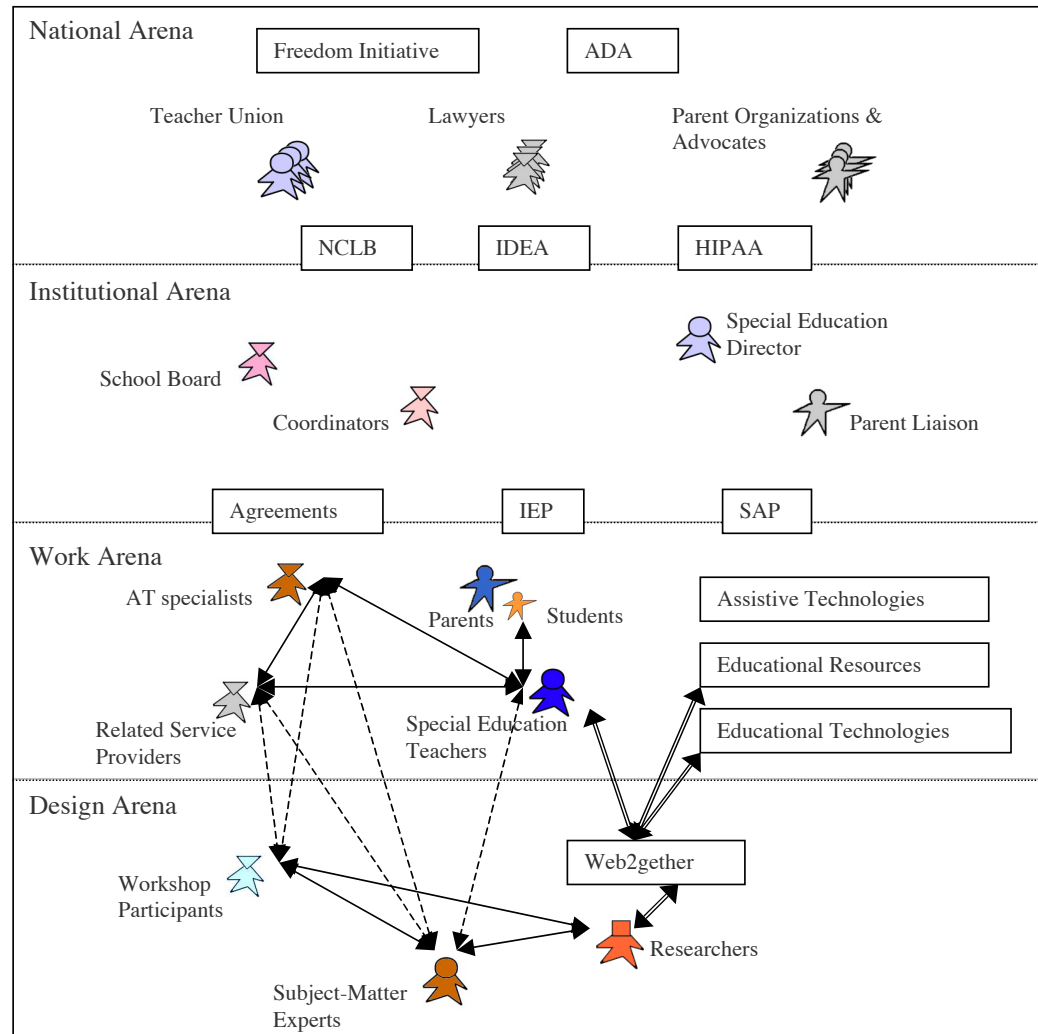 National Arena
Freedom Initiative
ADA
Teacher Union
Lawyers
Parent Organizations &
Advocates
NCLB
IDEA
HIPAA
Institutional Arena
Special Education
Director
School Board
Coordinators
Parent Liaison
Agreements
IEP
SAP
Work Arena
AT specialists
Parents
Students
Assistive Technologies
Educational Resources
Related Service
Providers
Special Education
Teachers
Educational Technologies
Design Arena
Web2gether
Workshop
Participants
Researchers
Subject-Matter
Experts